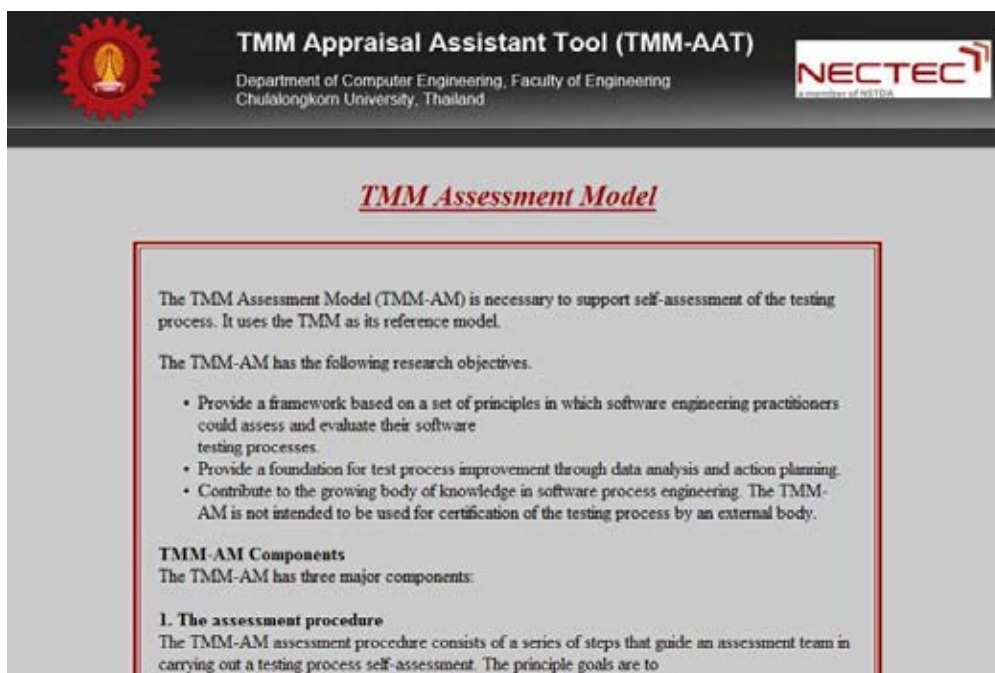 TMM Appraisal Assistant Tool (TMM-AAT)
Department of Computer Engineering, Faculty of Engineering
Chulalongkorn University, Thailand
NECTEC
a member of NSTDA
TMM Assessment Model
The TMM Assessment Model (TMM-AM) is necessary to support self-assessment of the testing
process. It uses the TMM as its reference model.
The TMM-AM has the following research objectives.
• Provide a framework based on a set of principles in which software engineering practitioners
could assess and evaluate their software
testing processes.
• Provide a foundation for test process improvement through data analysis and action planning.
• Contribute to the growing body of knowledge in software process engineering. The TMM-
AM is not intended to be used for certification of the testing process by an external body.
TMM-AM Components
The TMM-AM has three major components:
1. The assessment procedure
The TMM-AM assessment procedure consists of a series of steps that guide an assessment team in
carrying out a testing process self-assessment. The principle goals are to